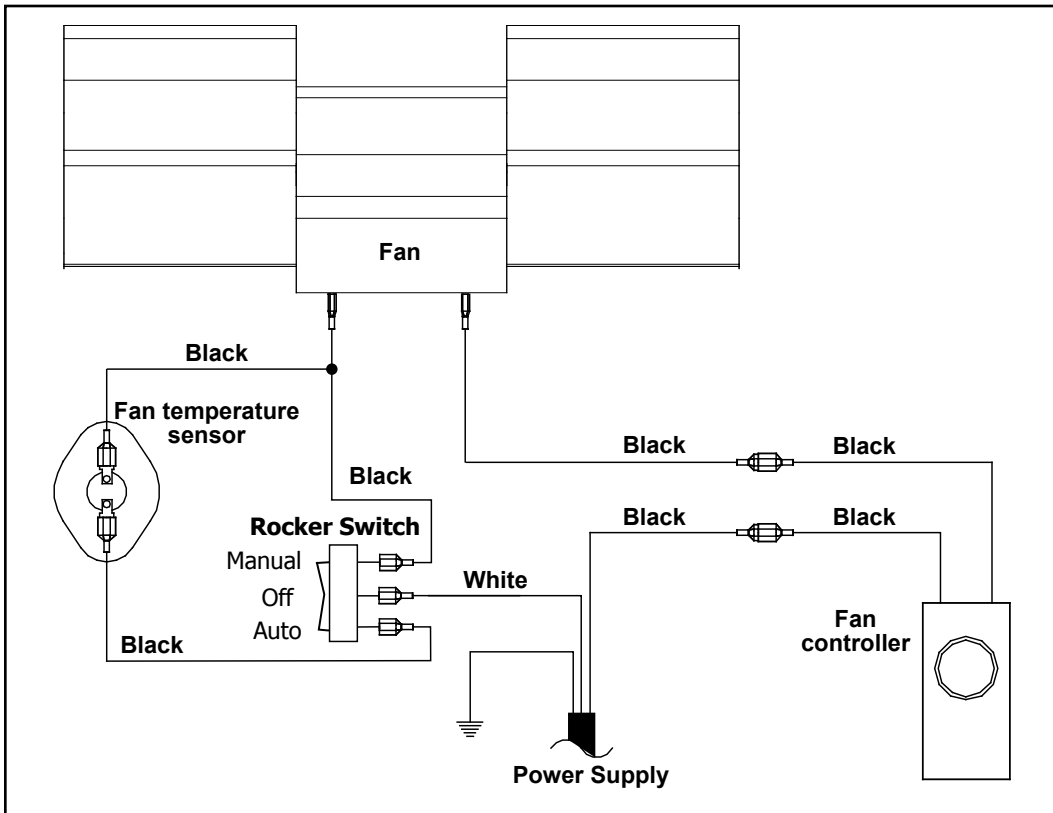 Fan
Black
Fan temperature
sensor
Black
Black
Black
Rocker Switch
Black
Black
Manual
White
Off
Auto
Fan
controller
Black
Power Supply